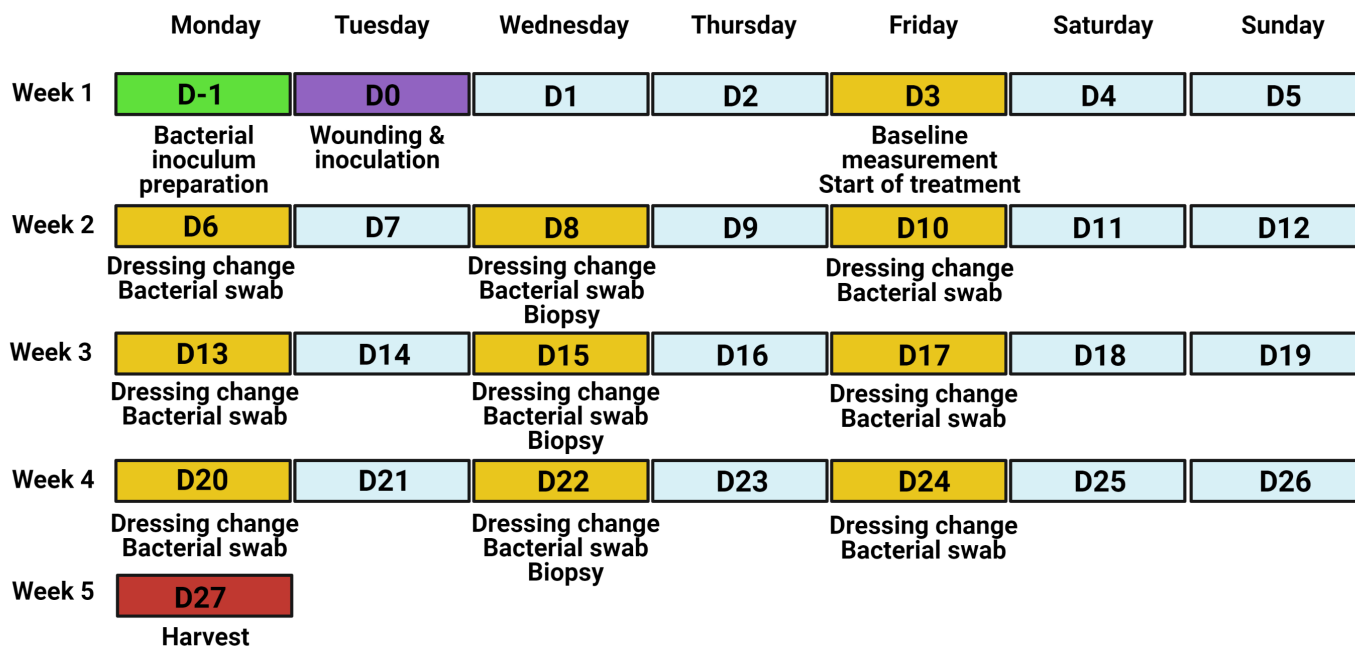 Monday Tuesday Wednesday Thursday Friday Saturday Sunday
Week 1 D-1 D0 D1 D2 D3 D4 D5
Bacterial Wounding & Baseline
inoculum inoculation measurement
preparation Start of treatment
Week 2 D6 D7 D8 D9 D10 D11 D12
Dressing change Dressing change Dressing change
Bacterial swab Bacterial swab Bacterial swab
Biopsy
Week 3 D13 D14 D15 D16 D17 D18 D19
Dressing change Dressing change Dressing change
Bacterial swab Bacterial swab Bacterial swab
Biopsy
Week 4 D20 D21 D22 D23 D24 D25 D26
Dressing change Dressing change Dressing change
Bacterial swab Bacterial swab Bacterial swab
Biopsy
Week 5 D27
Harvest